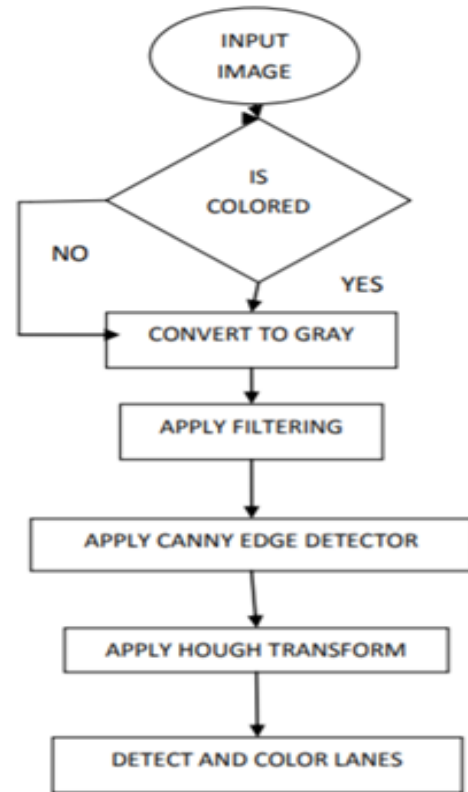 INPUT
IMAGE
IS
COLORED
NO
YES
CONVERT TO GRAY
APPLY FILTERING
APPLY CANNY EDGE DETECTOR
APPLY HOUGH TRANSFORM
DETECT AND COLOR LANES